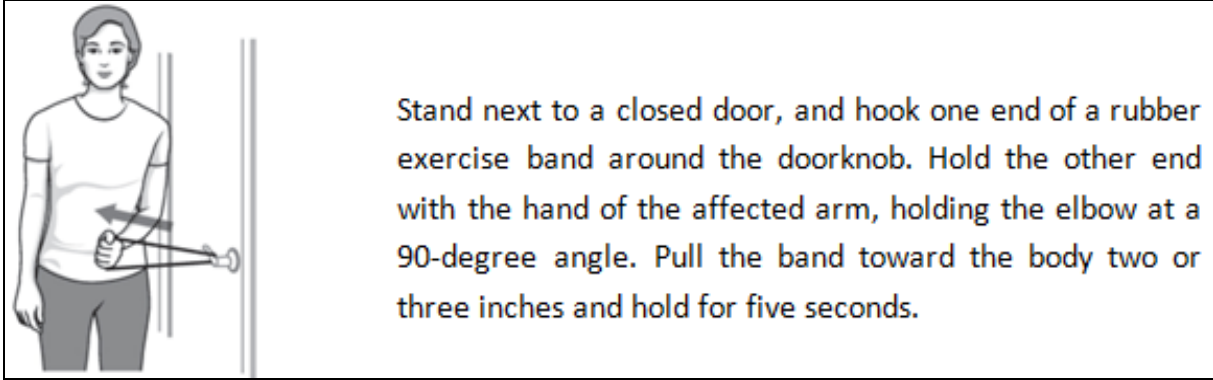 Stand next to a closed door, and hook one end of a rubber
exercise band around the doorknob. Hold the other end
with the hand of the affected arm, holding the elbow at a
90-degree angle. Pull the band toward the body two or
three inches and hold for five seconds.